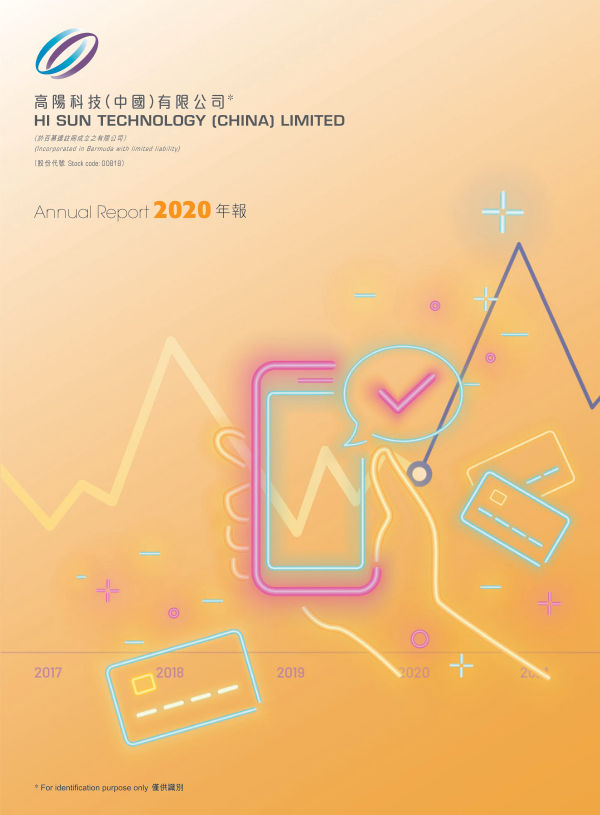 高陽科技(中國)有限公司*
HI SUN TECHNOLOGY (CHINA) LIMITED
(於百慕達註冊成立之有限公司)
(Incorporated in Bermuda with limited liability)
(股份代號 Stock code: 00818)
Annual Report 2020 年報
2017 2018 2019 2020
* For identification purpose only 僅供識別